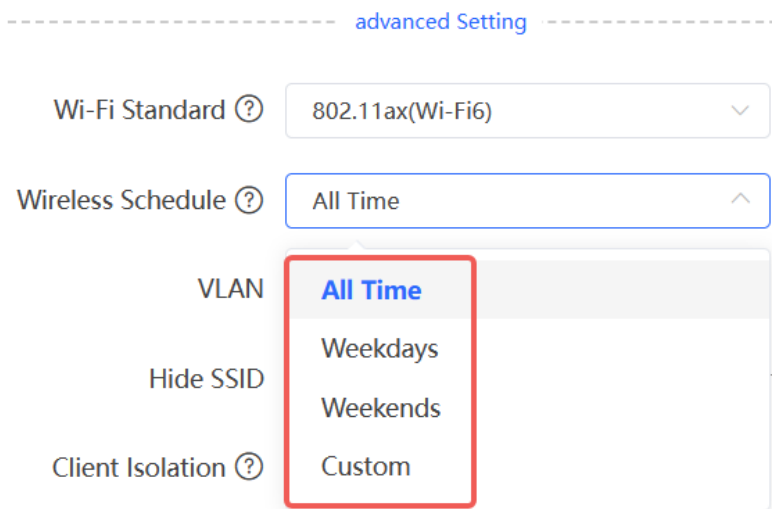 advanced Setting
Wi-Fi Standard ? 802.11ax(Wi-Fi6)
Wireless Schedule ? All Time
VLAN
All Time
Weekdays
Hide SSID
Weekends
Client Isolation ? Custom